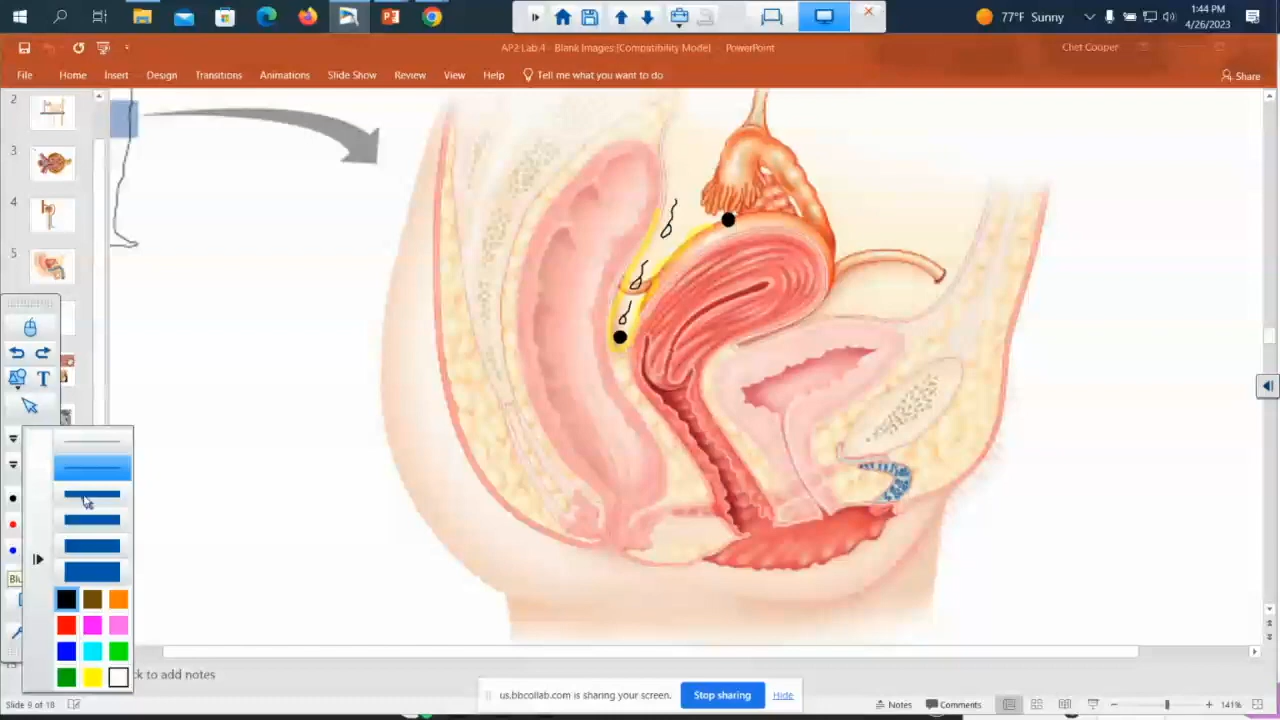 77°F Sunny
1:44 PM
4/26/2023
AP2 Lab 4 - Blank Images [Compatibility Mode] - PowerPoint
Chet Cooper
File Home Insert Design Transitions Animations Slide Show Review View Help Tell me what you want to do
Share
2
3
4
5
T
Blu
ck to add notes
us.bbcollab.com is sharing your screen. Stop sharing Hide
Slide 9 of 18
Notes Comments
141%